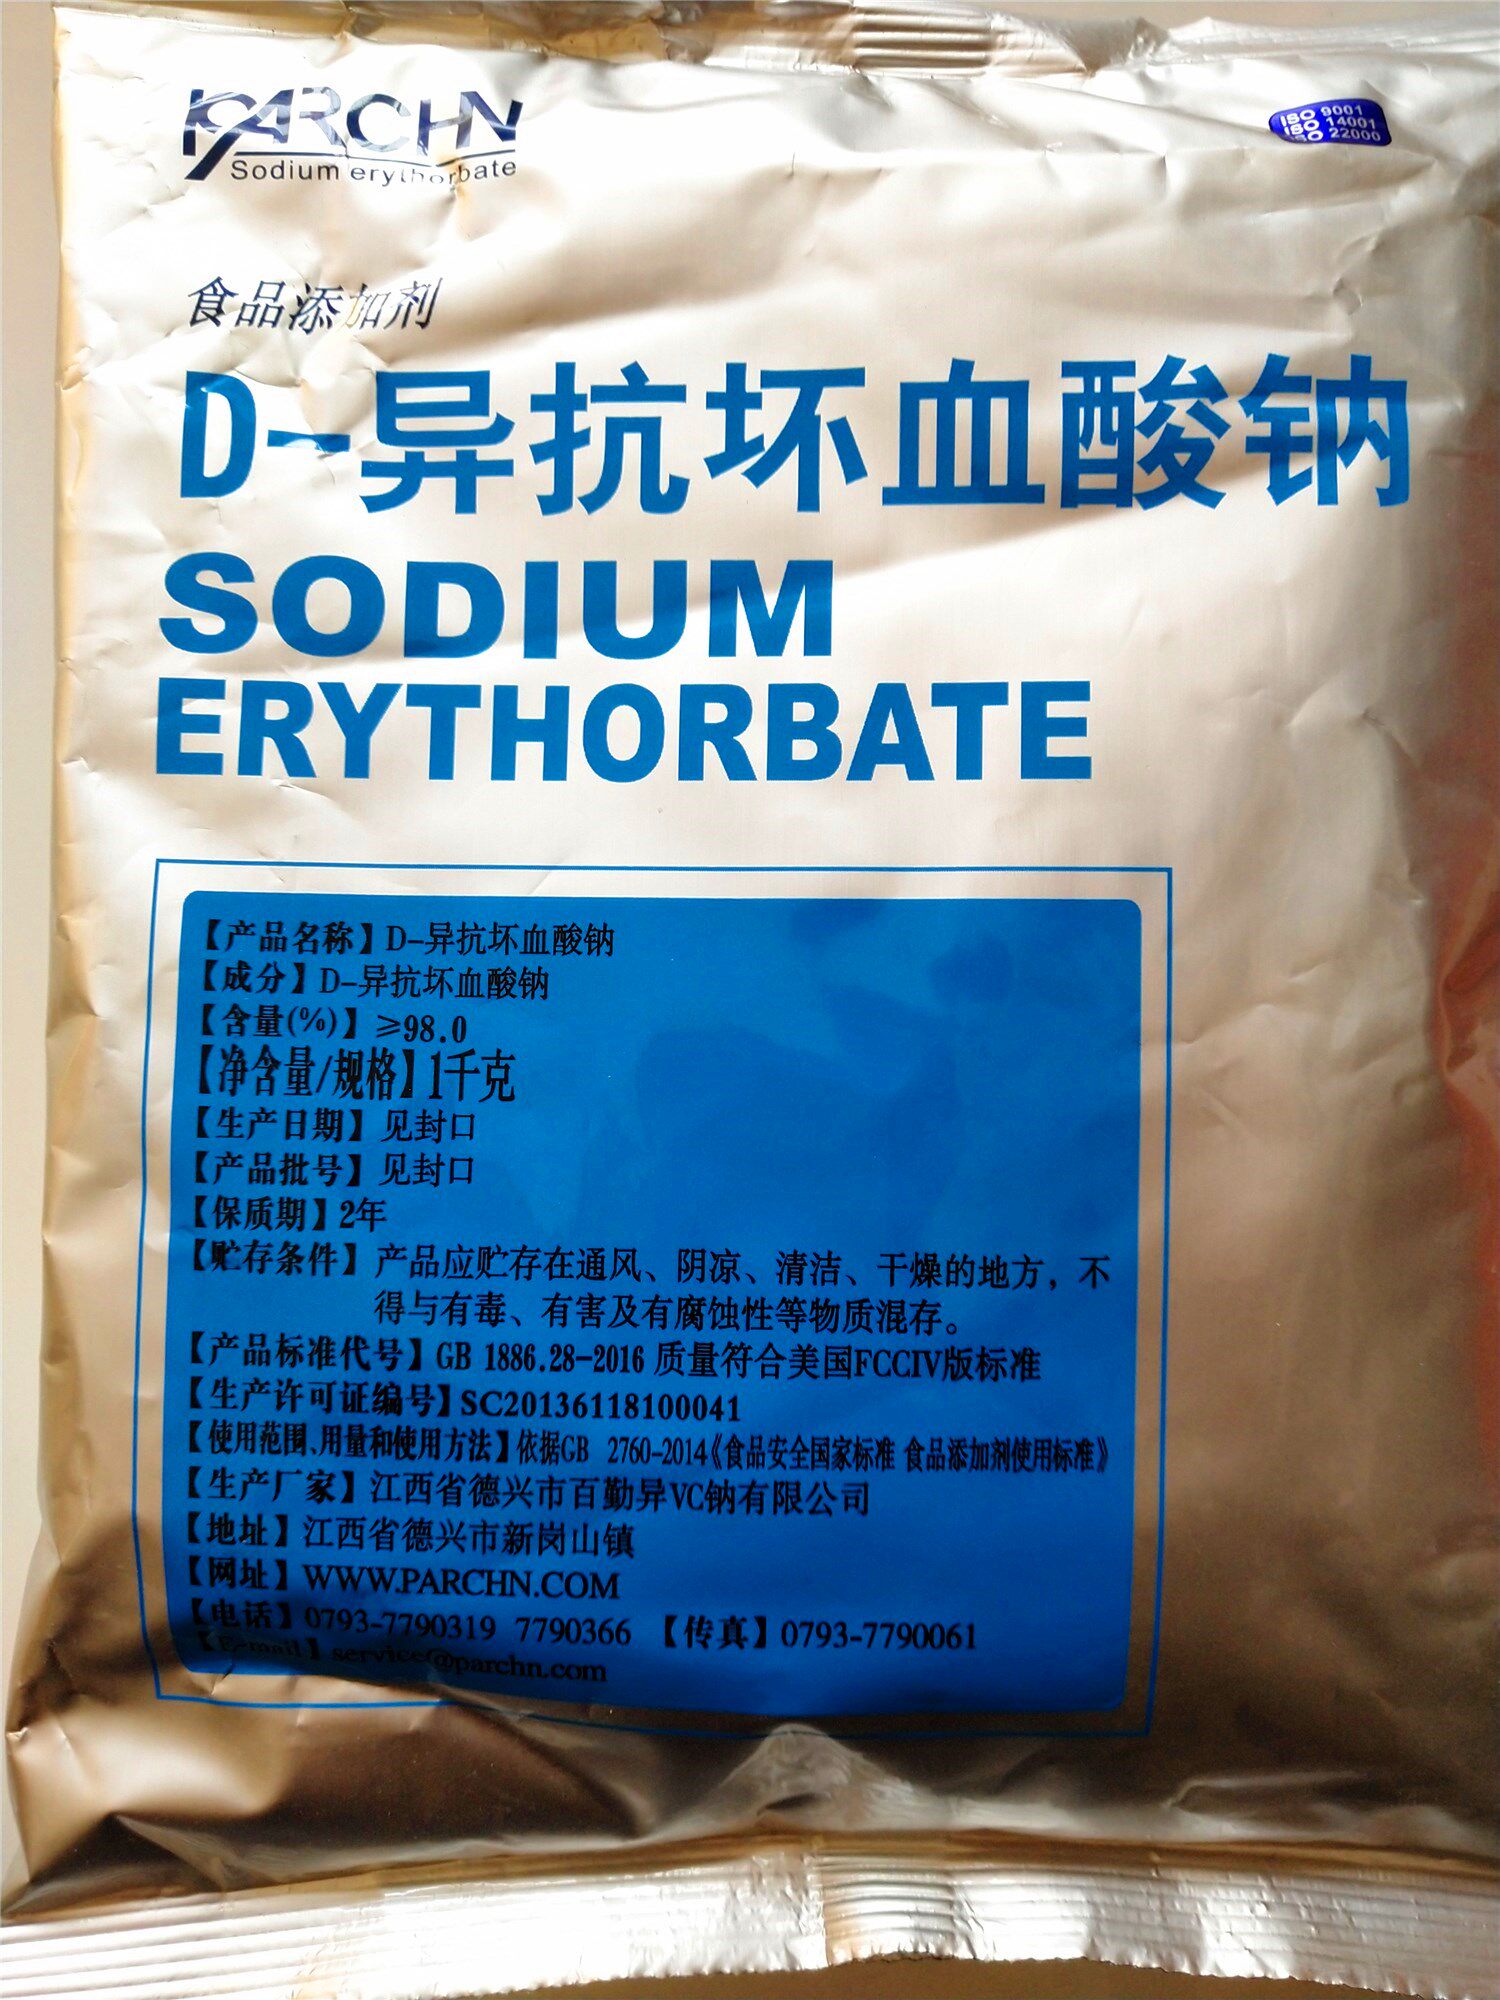 PARCHN
Sodium erythorbate
ISO 9001
ISO 14001
ISO 22000
食品添加剂
D-异抗坏血酸钠
SODIUM
ERYTHORBATE
【产品名称】D-异抗坏血酸钠
【成分】D-异抗坏血酸钠
【含量(%)】≥98.0
【净含量/规格】1千克
【生产日期】见封口
【产品批号】见封口
【保质期】2年
【贮存条件】产品应贮存在通风、阴凉、清洁、干燥的地方，不
得与有毒、有害及有腐蚀性等物质混存。
【产品标准代号】GB 1886.28-2016 质量符合美国FCCIV版标准
【生产许可证编号】SC20136118100041
【使用范围、用量和使用方法】依据GB 2760-2014《食品安全国家标准 食品添加剂使用标准》
【生产厂家】江西省德兴市百勤异VC钠有限公司
【地址】江西省德兴市新岗山镇
【网址】WWW.PARCHN.COM
【电话】0793-7790319 7790366 【传真】0793-7790061
【E-mail】service@parchn.com